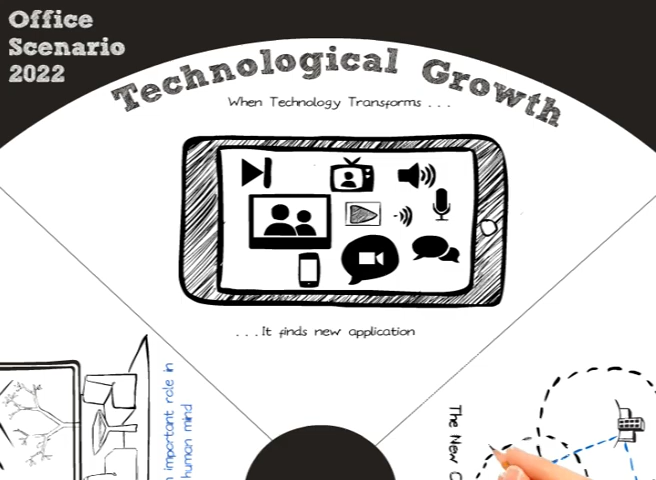 Office
Scenario
2022
Technological Growth
When Technology Transforms . . .
. . . It finds new application
important role in
human mind
The New